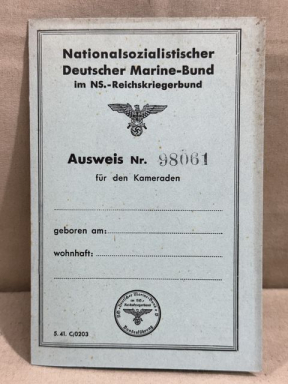 Nationalsozialistischer
Deutscher Marine-Bund
im NS.-Reichskriegerbund
Ausweis Nr. 98061
für den Kameraden
geboren am:
wohnhaft:
5. 41. C/0203